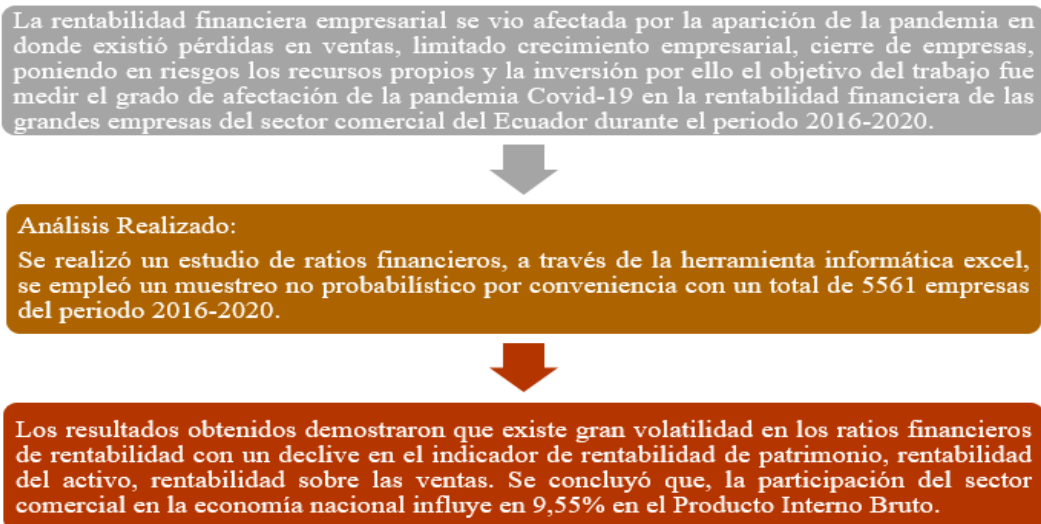 La rentabilidad financiera empresarial se vio afectada por la aparición de la pandemia en
donde existió pérdidas en ventas, limitado crecimiento empresarial, cierre de empresas,
poniendo en riesgos los recursos propios y la inversión por ello el objetivo del trabajo fue
medir el grado de afectación de la pandemia Covid-19 en la rentabilidad financiera de las
grandes empresas del sector comercial del Ecuador durante el periodo 2016-2020.
Análisis Realizado:
Se realizó un estudio de ratios financieros, a través de la herramienta informática excel,
se empleó un muestreo no probabilístico por conveniencia con un total de 5561 empresas
del periodo 2016-2020.
Los resultados obtenidos demostraron que existe gran volatilidad en los ratios financieros
de rentabilidad con un declive en el indicador de rentabilidad de patrimonio, rentabilidad
del activo, rentabilidad sobre las ventas. Se concluyó que, la participación del sector
comercial en la economía nacional influye en 9,55% en el Producto Interno Bruto.